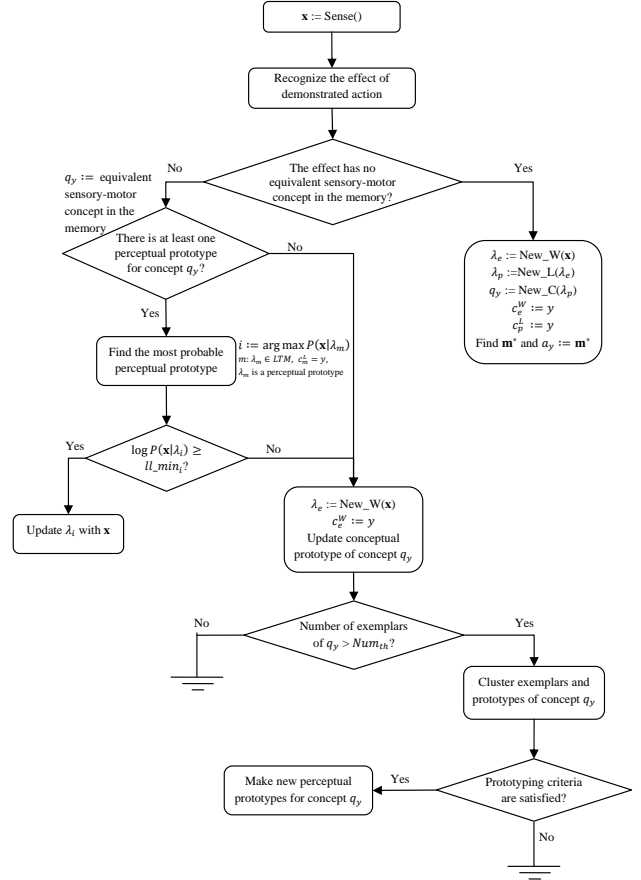 𝐱 := Sense()
Recognize the effect of
demonstrated action
The effect has no
equivalent sensory-motor
concept in the memory?
No
Yes
q_y := equivalent
sensory-motor
concept in the
memory
There is at least one
perceptual prototype
for concept q_y?
No
Yes
λ_e := New_W(𝐱)
λ_p :=New_L(λ_e)
q_y := New_C(λ_p)
c_e^W := y
c_p^L := y
Find 𝐦* and a_y := 𝐦*
Find the most probable
perceptual prototype
i := arg max P(𝐱|λ_m)
m: λ_m ∈ LTM, c_m^L = y,
λ_m is a perceptual prototype
log P(𝐱|λ_i) ≥
ll_min_i?
Yes
No
Update λ_i with 𝐱
λ_e := New_W(𝐱)
c_e^W := y
Update conceptual
prototype of concept q_y
Number of exemplars
of q_y > Num_th?
No
Yes
Cluster exemplars and
prototypes of concept q_y
Prototyping criteria
are satisfied?
Yes
Make new perceptual
prototypes for concept q_y
No